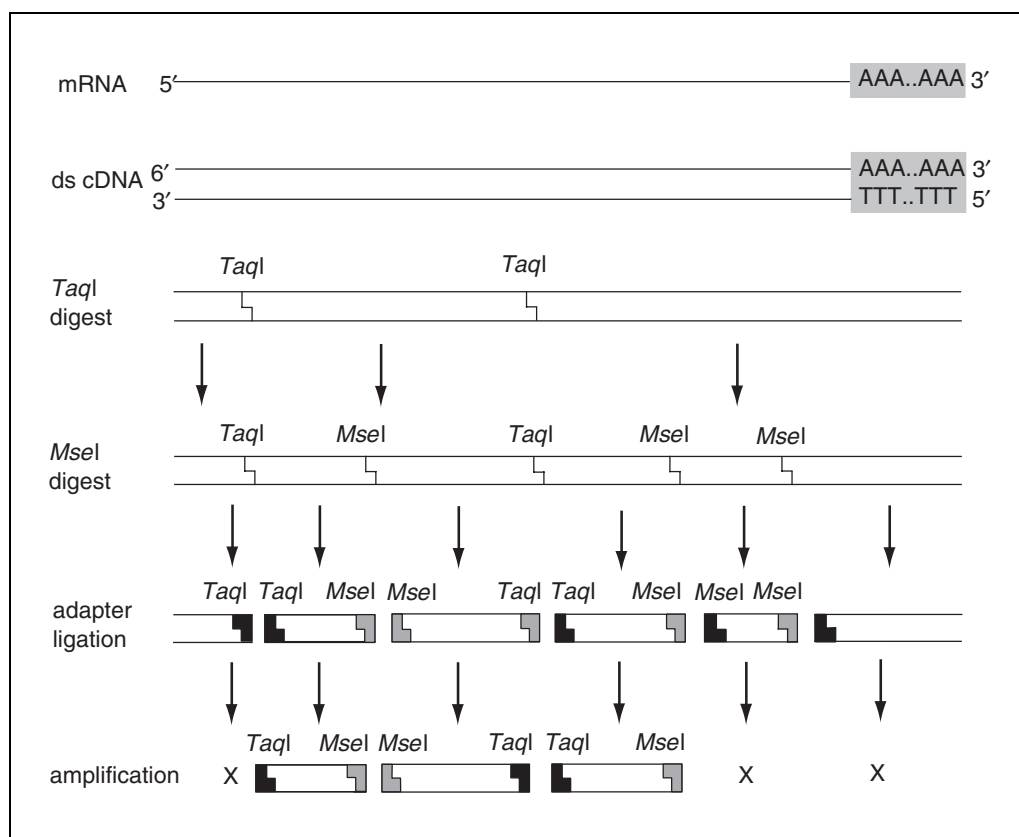 mRNA 5′ AAA..AAA 3′
ds cDNA 6′ AAA..AAA 3′
3′ TTT..TTT 5′
TaqI TaqI
TaqI
digest
TaqI MseI TaqI MseI MseI
MseI
digest
TaqI TaqI MseI MseI TaqI TaqI MseI MseI MseI
adapter
ligation
TaqI MseI MseI TaqI TaqI MseI
amplification X X X